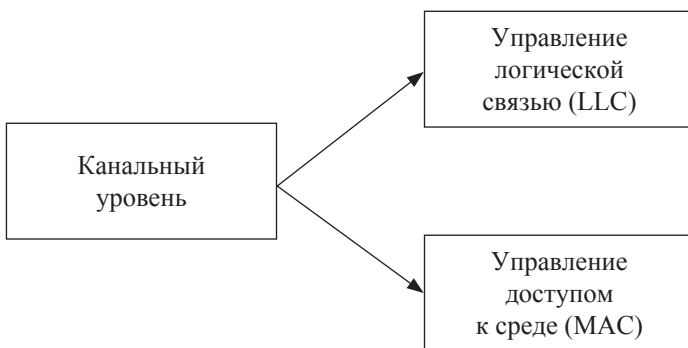 Управление
логической
связью (LLC)
Канальный
уровень
Управление
доступом
к среде (MAC)